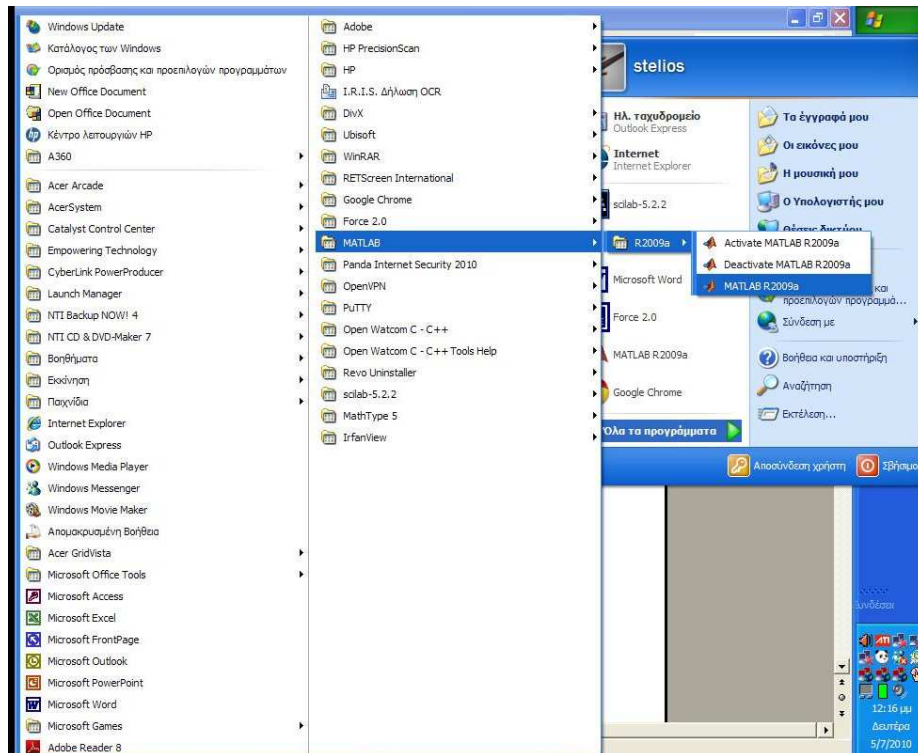 Windows Update
Κατάλογος των Windows
Ορισμός πρόσβασης και προεπιλογών προγραμμάτων
New Office Document
Open Office Document
Κέντρο λειτουργιών HP
A360
Acer Arcade
AcerSystem
Catalyst Control Center
Empowering Technology
CyberLink PowerProducer
Launch Manager
NTI Backup NOW! 4
NTI CD & DVD-Maker 7
Βοηθήματα
Εκκίνηση
Παιχνίδια
Internet Explorer
Outlook Express
Windows Media Player
Windows Messenger
Windows Movie Maker
Απομακρυσμένη Βοήθεια
Acer GridVista
Microsoft Office Tools
Microsoft Access
Microsoft Excel
Microsoft FrontPage
Microsoft Outlook
Microsoft PowerPoint
Microsoft Word
Microsoft Games
Adobe Reader 8
Adobe
HP PrecisionScan
HP
I.R.I.S. Δήλωση OCR
DivX
Ubisoft
WinRAR
RETScreen International
Google Chrome
Force 2.0
MATLAB
Panda Internet Security 2010
OpenVPN
PuTTY
Open Watcom C - C++
Open Watcom C - C++ Tools Help
Revo Uninstaller
scilab-5.2.2
MathType 5
IrfanView
stelios
Ηλ. ταχυδρομείο
Outlook Express
Internet
Internet Explorer
scilab-5.2.2
R2009a
Microsoft Word
Force 2.0
MATLAB R2009a
Google Chrome
Όλα τα προγράμματα
Activate MATLAB R2009a
Deactivate MATLAB R2009a
MATLAB R2009a
Τα έγγραφά μου
Οι εικόνες μου
Η μουσική μου
Ο Υπολογιστής μου
Θέσεις δικτύου
και
προεπιλογών προγραμμά...
Σύνδεση με
Βοήθεια και υποστήριξη
Αναζήτηση
Εκτέλεση...
Αποσύνδεση χρήστη
Σβήσιμο
Συνδέσει
ATI
12:16 μμ
Δευτέρα
5/7/2010